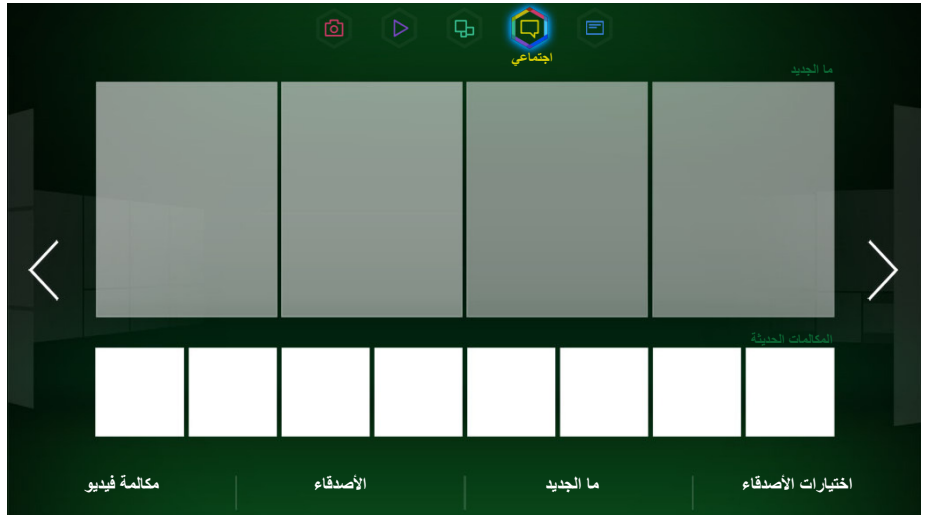 اجتماعي
ما الجديد
المكالمات الحديثة
اختيارات الأصدقاء
ما الجديد
الأصدقاء
مكالمة فيديو